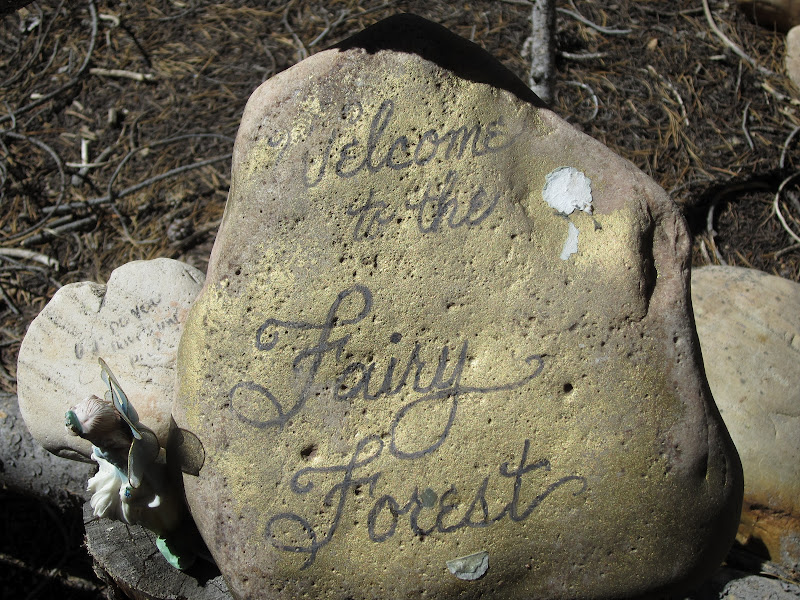 Welcome
to the
Fairy
Forest